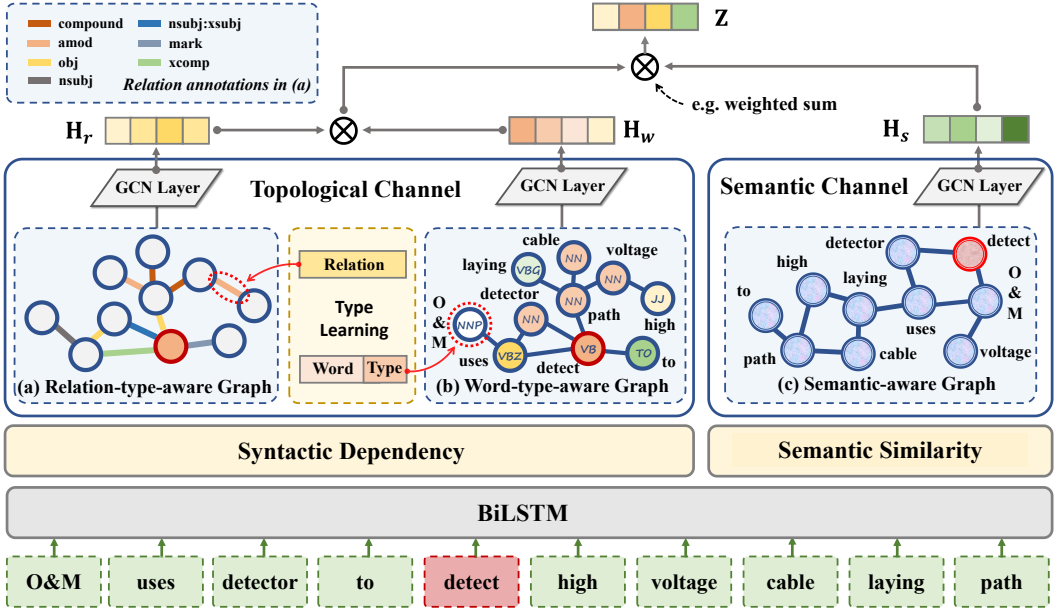 compound
amod
obj
nsubj
nsubj:xsubj
mark
xcomp
Relation annotations in (a)
Z
e.g. weighted sum
H_r
H_w
H_s
GCN Layer
Topological Channel
GCN Layer
Semantic Channel
GCN Layer
Relation
Type
Learning
Word Type
(a) Relation-type-aware Graph
cable
voltage
laying
VBG
NN
NN
JJ
high
detector
NN
path
O
&
M
NNP
NN
uses
VBZ
VB
detect
TO
to
(b) Word-type-aware Graph
detector
detect
high
laying
O
&
M
to
uses
path
cable
voltage
(c) Semantic-aware Graph
Syntactic Dependency
Semantic Similarity
BiLSTM
O&M uses detector to detect high voltage cable laying path